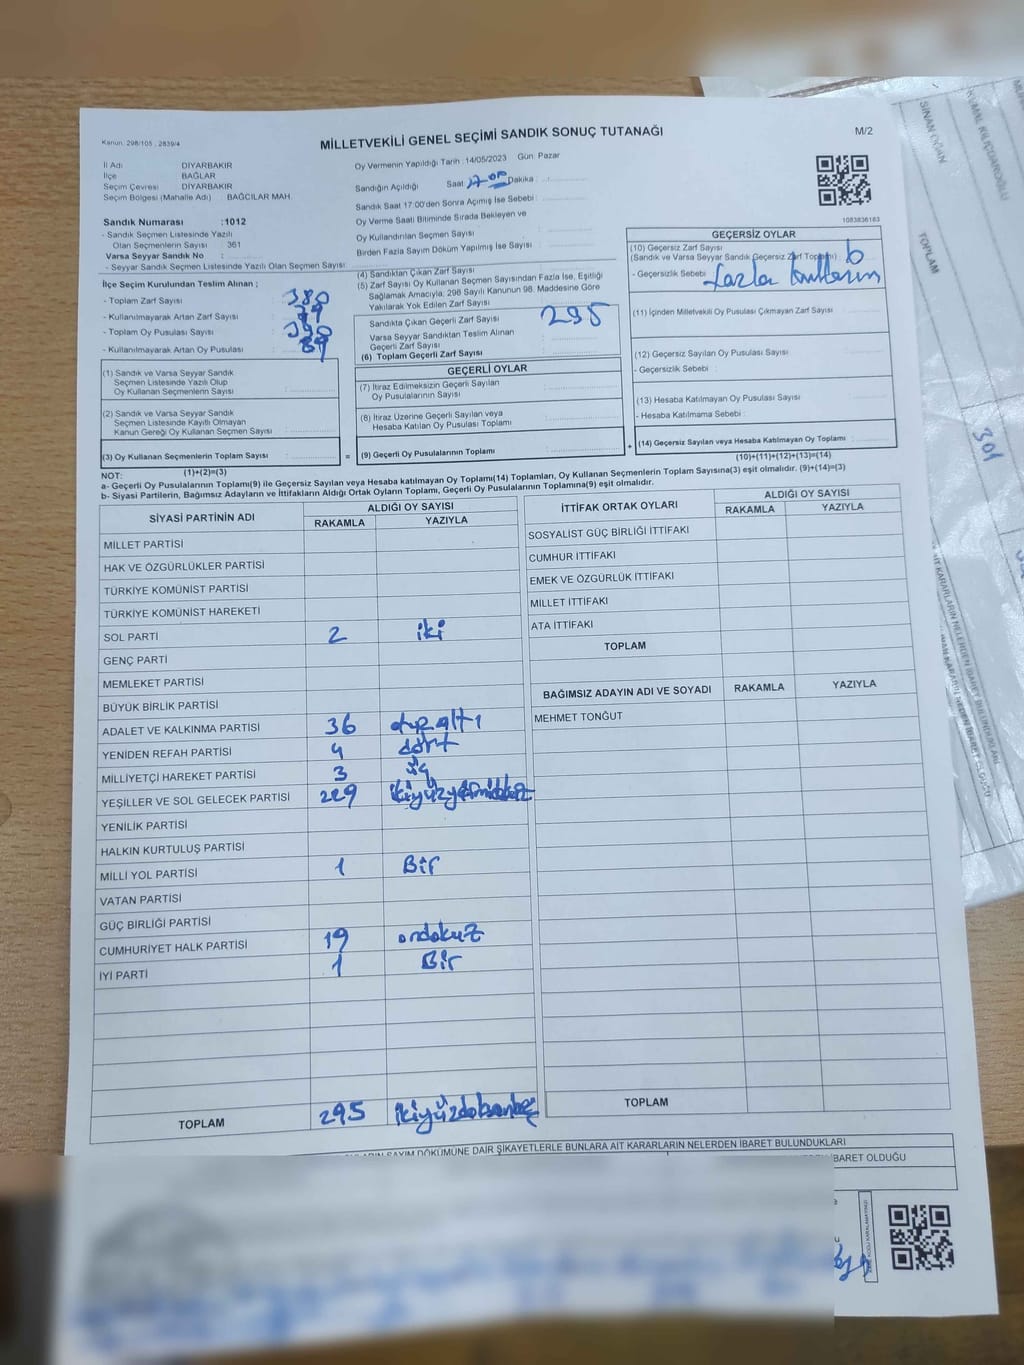 Kanun: 298/105 , 2839/4
MİLLETVEKİLİ GENEL SEÇİMİ SANDIK SONUÇ TUTANAĞI
M/2
İl Adı DİYARBAKIR
İlçe BAĞLAR
Seçim Çevresi DİYARBAKIR
Seçim Bölgesi (Mahalle Adı) : BAĞCILAR MAH.
Sandık Numarası :1012
- Sandık Seçmen Listesinde Yazılı
Olan Seçmenlerin Sayısı : 361
Varsa Seyyar Sandık No :
- Seyyar Sandık Seçmen Listesinde Yazılı Olan Seçmen Sayısı:
Oy Vermenin Yapıldığı Tarih :14/05/2023 Gün: Pazar
Sandığın Açıldığı Saat 17:00 Dakika :
Sandık Saat 17:00'den Sonra Açımış İse Sebebi :
Oy Verme Saati Bitiminde Sırada Bekleyen ve
Oy Kullandırılan Seçmen Sayısı :
Birden Fazla Sayım Döküm Yapılmış İse Sayısı :
1083836163
İlçe Seçim Kurulundan Teslim Alınan ;
- Toplam Zarf Sayısı : 380
- Kullanılmayarak Artan Zarf Sayısı :
- Toplam Oy Pusulası Sayısı : 390
- Kullanılmayarak Artan Oy Pusulası : 89
(4) Sandıktan Çıkan Zarf Sayısı
(5) Zarf Sayısı Oy Kullanan Seçmen Sayısından Fazla İse, Eşitliği
Sağlamak Amacıyla; 298 Sayılı Kanunun 98. Maddesine Göre
Yakılarak Yok Edilen Zarf Sayısı :
Sandıkta Çıkan Geçerli Zarf Sayısı : 295
Varsa Seyyar Sandıktan Teslim Alınan
Geçerli Zarf Sayısı :
(6) Toplam Geçerli Zarf Sayısı :
GEÇERSİZ OYLAR
(10) Geçersiz Zarf Sayısı
(Sandık ve Varsa Seyyar Sandık Geçersiz Zarf Toplamı) : 6
- Geçersizlik Sebebi :
(11) İçinden Milletvekili Oy Pusulası Çıkmayan Zarf Sayısı :
(12) Geçersiz Sayılan Oy Pusulası Sayısı :
- Geçersizlik Sebebi :
(13) Hesaba Katılmayan Oy Pusulası Sayısı :
- Hesaba Katılmama Sebebi :
(14) Geçersiz Sayılan veya Hesaba Katılmayan Oy Toplamı :
(10)+(11)+(12)+(13)=(14)
(1) Sandık ve Varsa Seyyar Sandık
Seçmen Listesinde Yazılı Olup
Oy Kullanan Seçmenlerin Sayısı :
(2) Sandık ve Varsa Seyyar Sandık
Seçmen Listesinde Kayıtlı Olmayan
Kanun Gereği Oy Kullanan Seçmen Sayısı :
(3) Oy Kullanan Seçmenlerin Toplam Sayısı :
(1)+(2)=(3)
=
GEÇERLİ OYLAR
(7) İtiraz Edilmeksizin Geçerli Sayılan
Oy Pusulalarının Sayısı :
(8) İtiraz Üzerine Geçerli Sayılan veya
Hesaba Katılan Oy Pusulası Toplamı :
(9) Geçerli Oy Pusulalarının Toplamı :
+
NOT:
a- Geçerli Oy Pusulalarının Toplamı(9) ile Geçersiz Sayılan veya Hesaba katılmayan Oy Toplamı(14) Toplamları, Oy Kullanan Seçmenlerin Toplam Sayısına(3) eşit olmalıdır. (9)+(14)=(3)
b- Siyasi Partilerin, Bağımsız Adayların ve İttifakların Aldığı Ortak Oyların Toplamı, Geçerli Oy Pusulalarının Toplamına(9) eşit olmalıdır.
SİYASİ PARTİNİN ADI ALDIĞI OY SAYISI
RAKAMLA YAZIYLA
MİLLET PARTİSİ
HAK VE ÖZGÜRLÜKLER PARTİSİ
TÜRKİYE KOMÜNİST PARTİSİ
TÜRKİYE KOMÜNİST HAREKETİ
SOL PARTİ 2 iki
GENÇ PARTİ
MEMLEKET PARTİSİ
BÜYÜK BİRLİK PARTİSİ
ADALET VE KALKINMA PARTİSİ 36 otuz altı
YENİDEN REFAH PARTİSİ 4 dört
MİLLİYETÇİ HAREKET PARTİSİ 3 üç
YEŞİLLER VE SOL GELECEK PARTİSİ 229 ikiyüzyirmidokuz
YENİLİK PARTİSİ
HALKIN KURTULUŞ PARTİSİ
MİLLİ YOL PARTİSİ 1 Bir
VATAN PARTİSİ
GÜÇ BİRLİĞİ PARTİSİ
CUMHURİYET HALK PARTİSİ 19 ondokuz
İYİ PARTİ 1 Bir
TOPLAM 295 ikiyüzdoksanbeş
İTTİFAK ORTAK OYLARI ALDIĞI OY SAYISI
RAKAMLA YAZIYLA
SOSYALİST GÜÇ BİRLİĞİ İTTİFAKI
CUMHUR İTTİFAKI
EMEK VE ÖZGÜRLÜK İTTİFAKI
MİLLET İTTİFAKI
ATA İTTİFAKI
TOPLAM
BAĞIMSIZ ADAYIN ADI VE SOYADI RAKAMLA YAZIYLA
MEHMET TONĞUT
TOPLAM
SAYIM DÖKÜMÜNE DAİR ŞİKAYETLERLE BUNLARA AİT KARARLARIN NELERDEN İBARET BULUNDUKLARI
İBARET OLDUĞU
SİNAN OĞAN
KEMAL KILIÇDAROĞLU
TOPLAM
301
AİT KARARLARIN NELERDEN İBARET BULUNDUKLARI